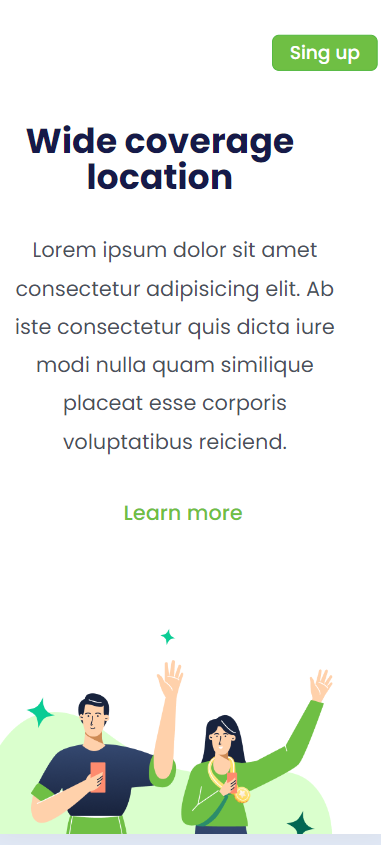 Sing up
Wide coverage
location
Lorem ipsum dolor sit amet
consectetur adipisicing elit. Ab
iste consectetur quis dicta iure
modi nulla quam similique
placeat esse corporis
voluptatibus reiciend.
Learn more